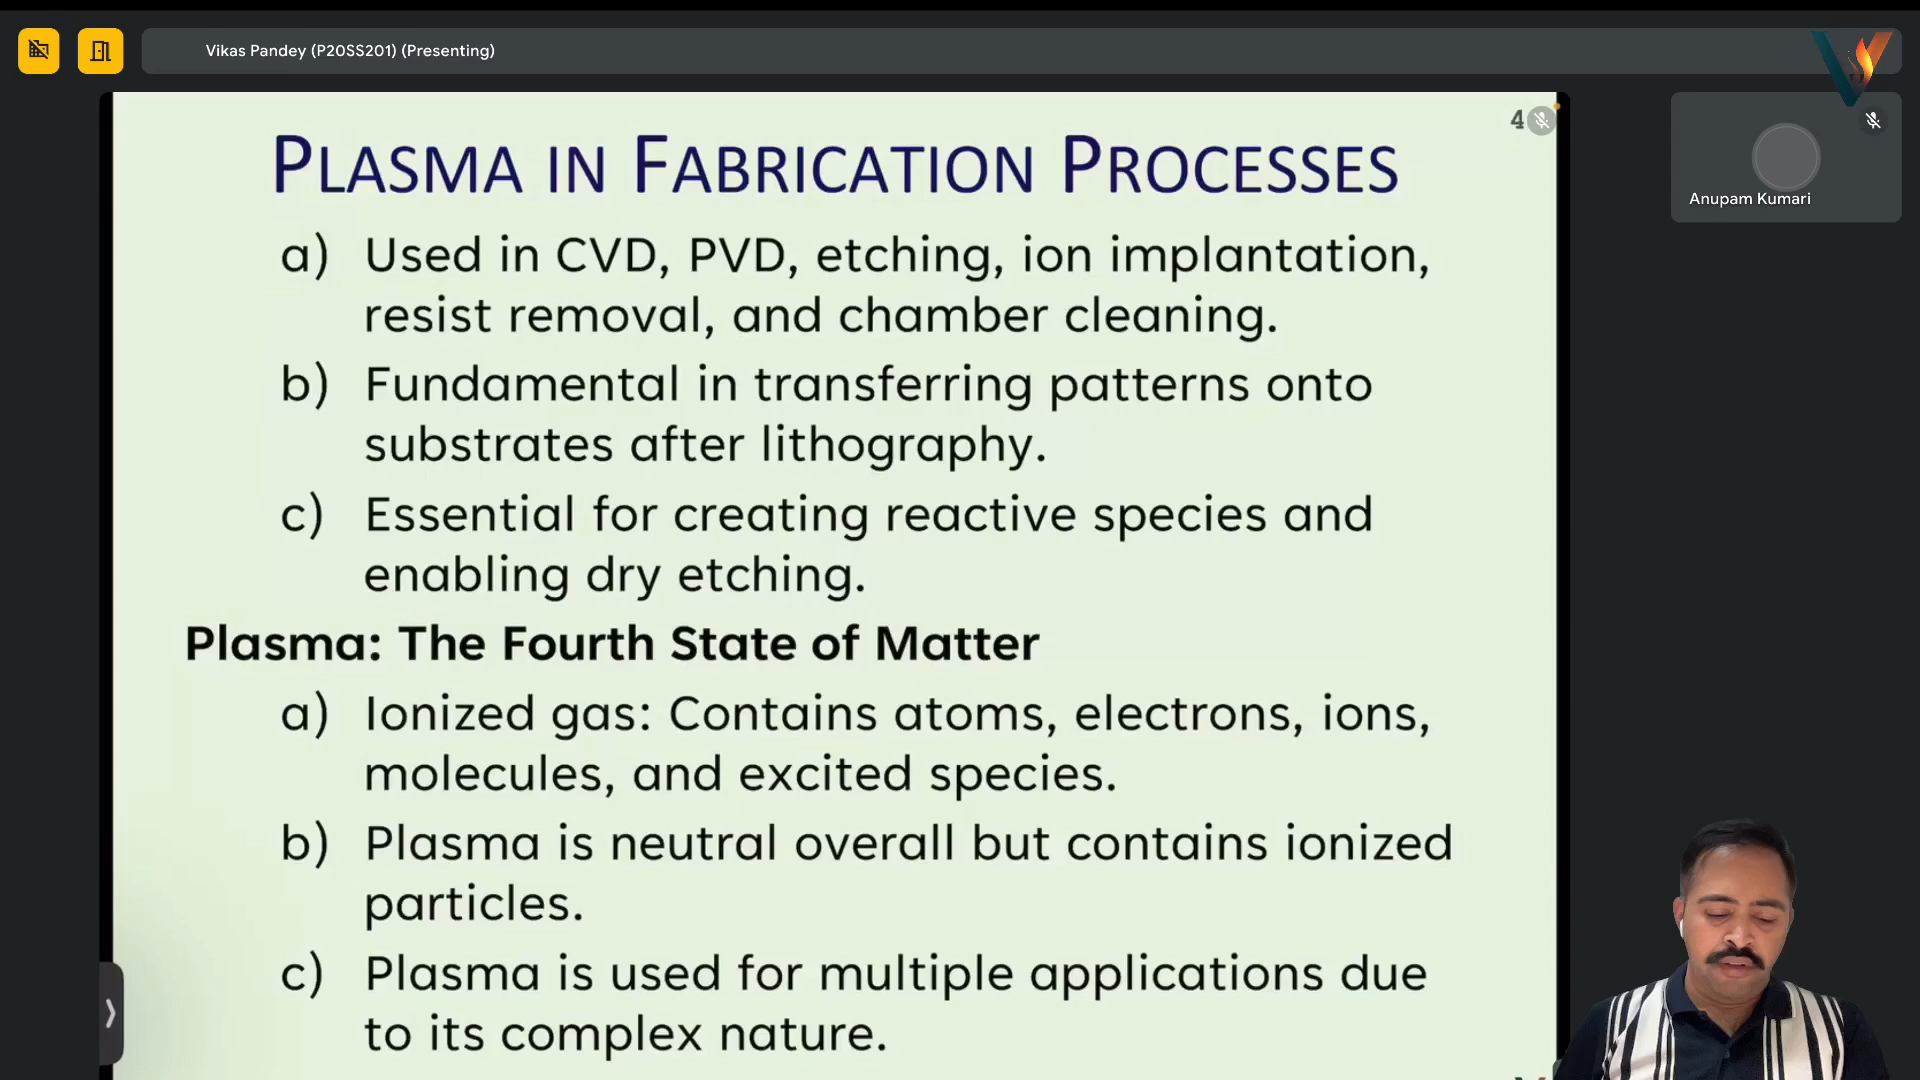 Vikas Pandey (P20SS201) (Presenting)
4
PLASMA IN FABRICATION PROCESSES
a) Used in CVD, PVD, etching, ion implantation,
resist removal, and chamber cleaning.
b) Fundamental in transferring patterns onto
substrates after lithography.
c) Essential for creating reactive species and
enabling dry etching.
Plasma: The Fourth State of Matter
a) Ionized gas: Contains atoms, electrons, ions,
molecules, and excited species.
b) Plasma is neutral overall but contains ionized
particles.
c) Plasma is used for multiple applications due
to its complex nature.
Anupam Kumari